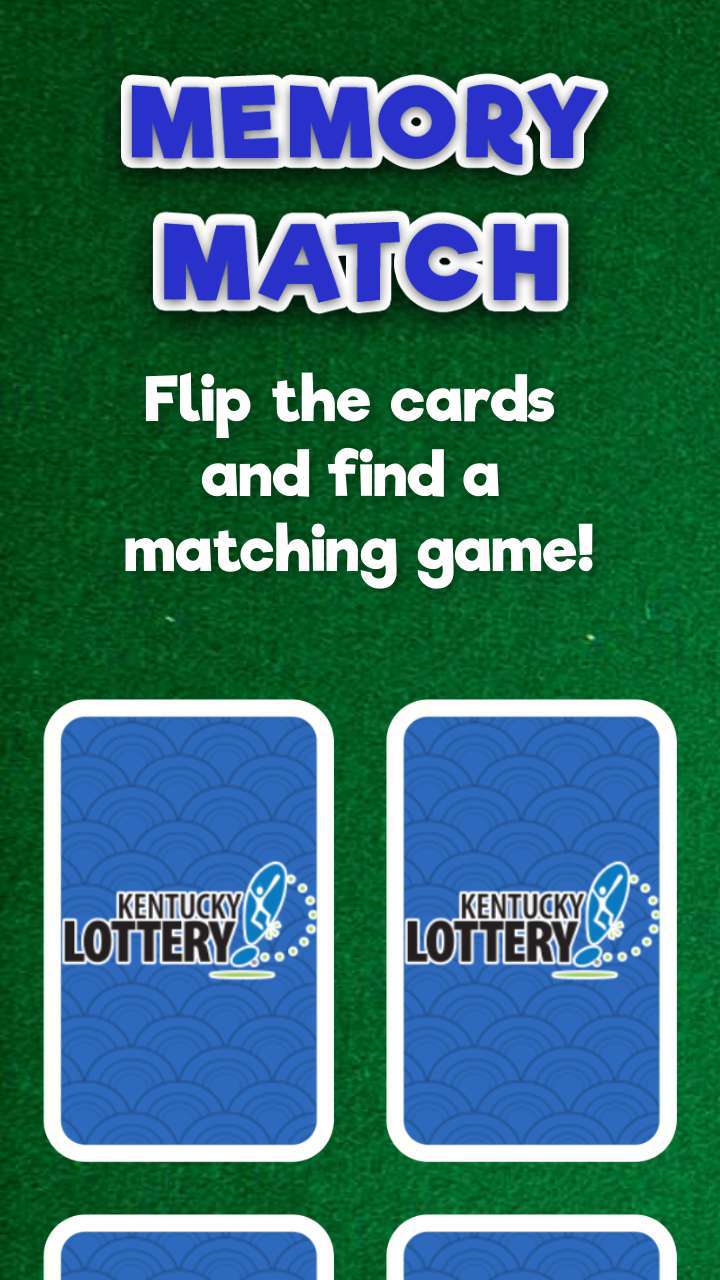 MEMORY
MATCH
Flip the cards
and find a
matching game!
KENTUCKY
LOTTERY
KENTUCKY
LOTTERY